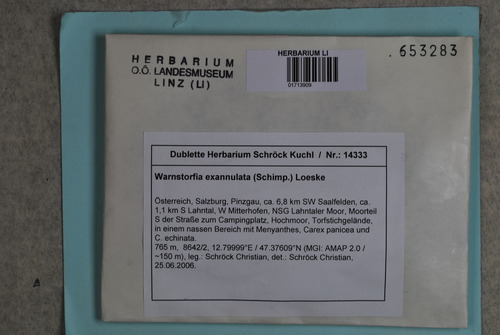 HERBARIUM
O.Ö. LANDESMUSEUM
LINZ (LI)
HERBARIUM LI
01713909
. 653283
Dublette Herbarium Schröck Kuchl / Nr.: 14333
Warnstorfia exannulata (Schimp.) Loeske
Österreich, Salzburg, Pinzgau, ca. 6,8 km SW Saalfelden, ca.
1,1 km S Lahntal, W Mitterhofen, NSG Lahntaler Moor, Moorteil
S der Straße zum Campingplatz, Hochmoor, Torfstichgelände,
in einem nassen Bereich mit Menyanthes, Carex panicea und
C. echinata.
765 m, 8642/2, 12.79999°E / 47.37609°N (MGI: AMAP 2.0 /
~150 m), leg.: Schröck Christian, det.: Schröck Christian,
25.06.2006.